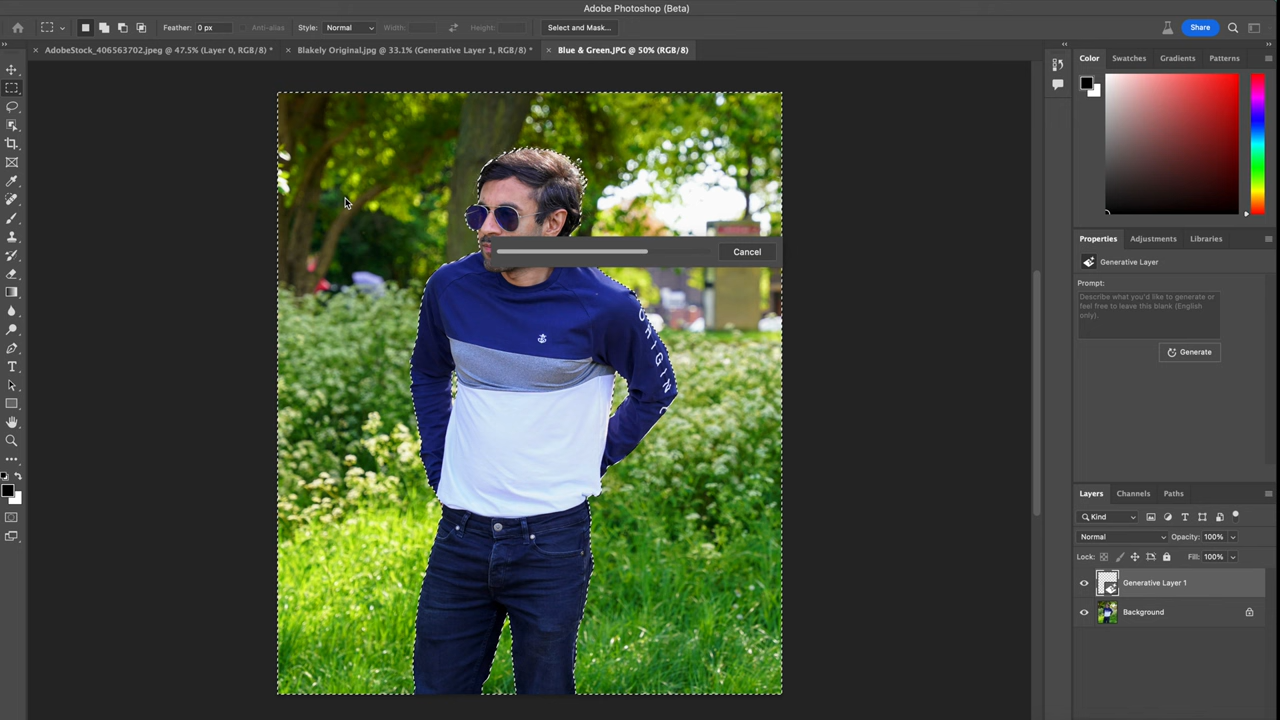 Adobe Photoshop (Beta)
Feather: 0 px Anti-alias Style: Normal Width: Height: Select and Mask... Share
AdobeStock_406563702.jpeg @ 47.5% (Layer 0, RGB/8) * Blakely Original.jpg @ 33.1% (Generative Layer 1, RGB/8) * Blue & Green.JPG @ 50% (RGB/8)
Color Swatches Gradients Patterns
ORIGIN
Cancel
Properties Adjustments Libraries
Generative Layer
Prompt:
Describe what you'd like to generate or
feel free to leave this blank (English
only).
Generate
Layers Channels Paths
Kind
Normal Opacity: 100%
Lock: Fill: 100%
Generative Layer 1
Background